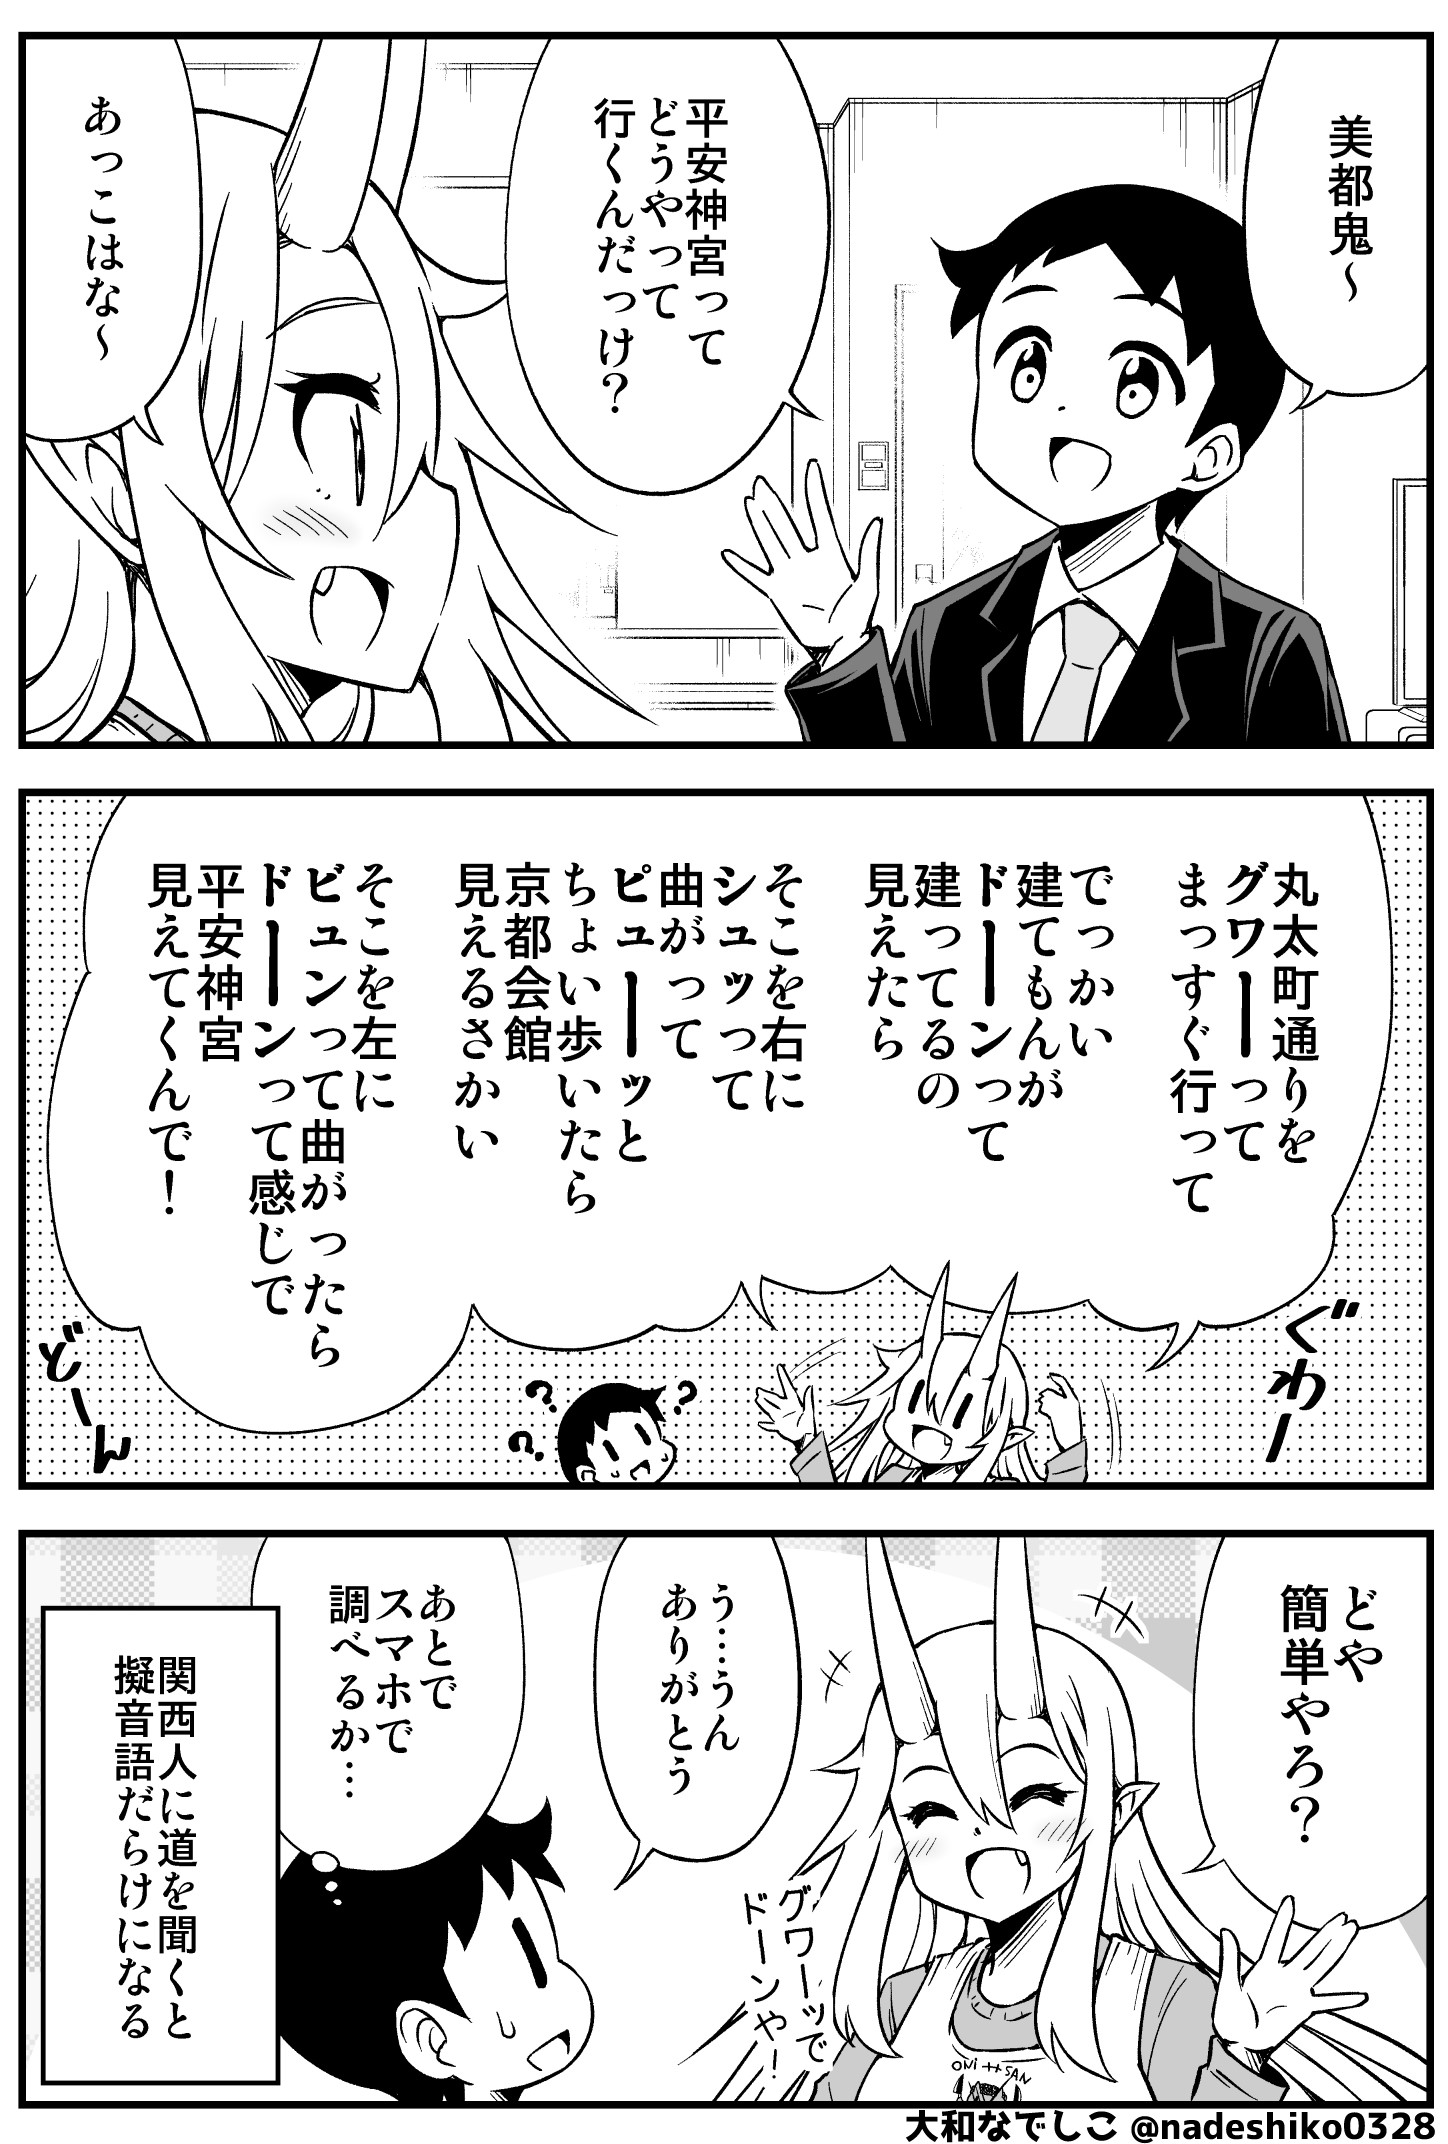 美都鬼～
平安神宮って
どうやって
行くんだっけ？
あっこはな～
丸太町通りを
グワーーって
まっすぐ行って
でっかい
建てもんが
ドーーンって
建ってるの
見えたら
そこを右に
シュッって
曲がって
ピューーッと
ちょい歩いたら
京都会館
見えるさかい
そこを左に
ビュンって曲がったら
ドーーンって感じで
平安神宮
見えてくんで！
ぐわー
？
？
？
どーん
どや
簡単やろ？
グワーッで
ドーンや！
ONi HSAN
う…うん
ありがとう
あとで
スマホで
調べるか…
関西人に道を聞くと
擬音語だらけになる
大和なでしこ @nadeshiko0328